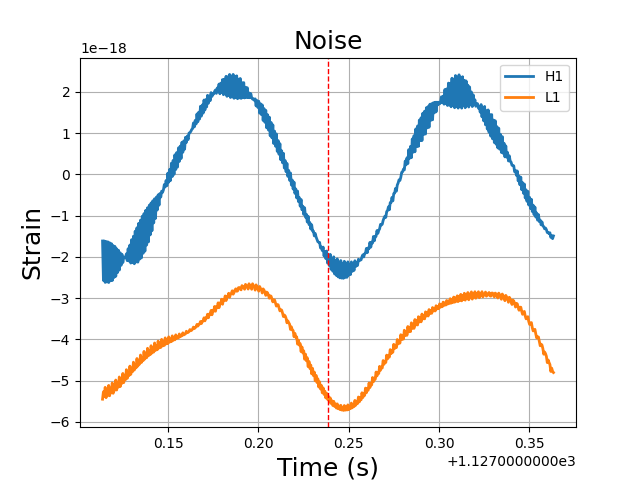 Noise
1e−18
H1
L1
2
1
0
−1
−2
−3
−4
−5
−6
Strain
0.15 0.20 0.25 0.30 0.35
+1.1270000000e3
Time (s)